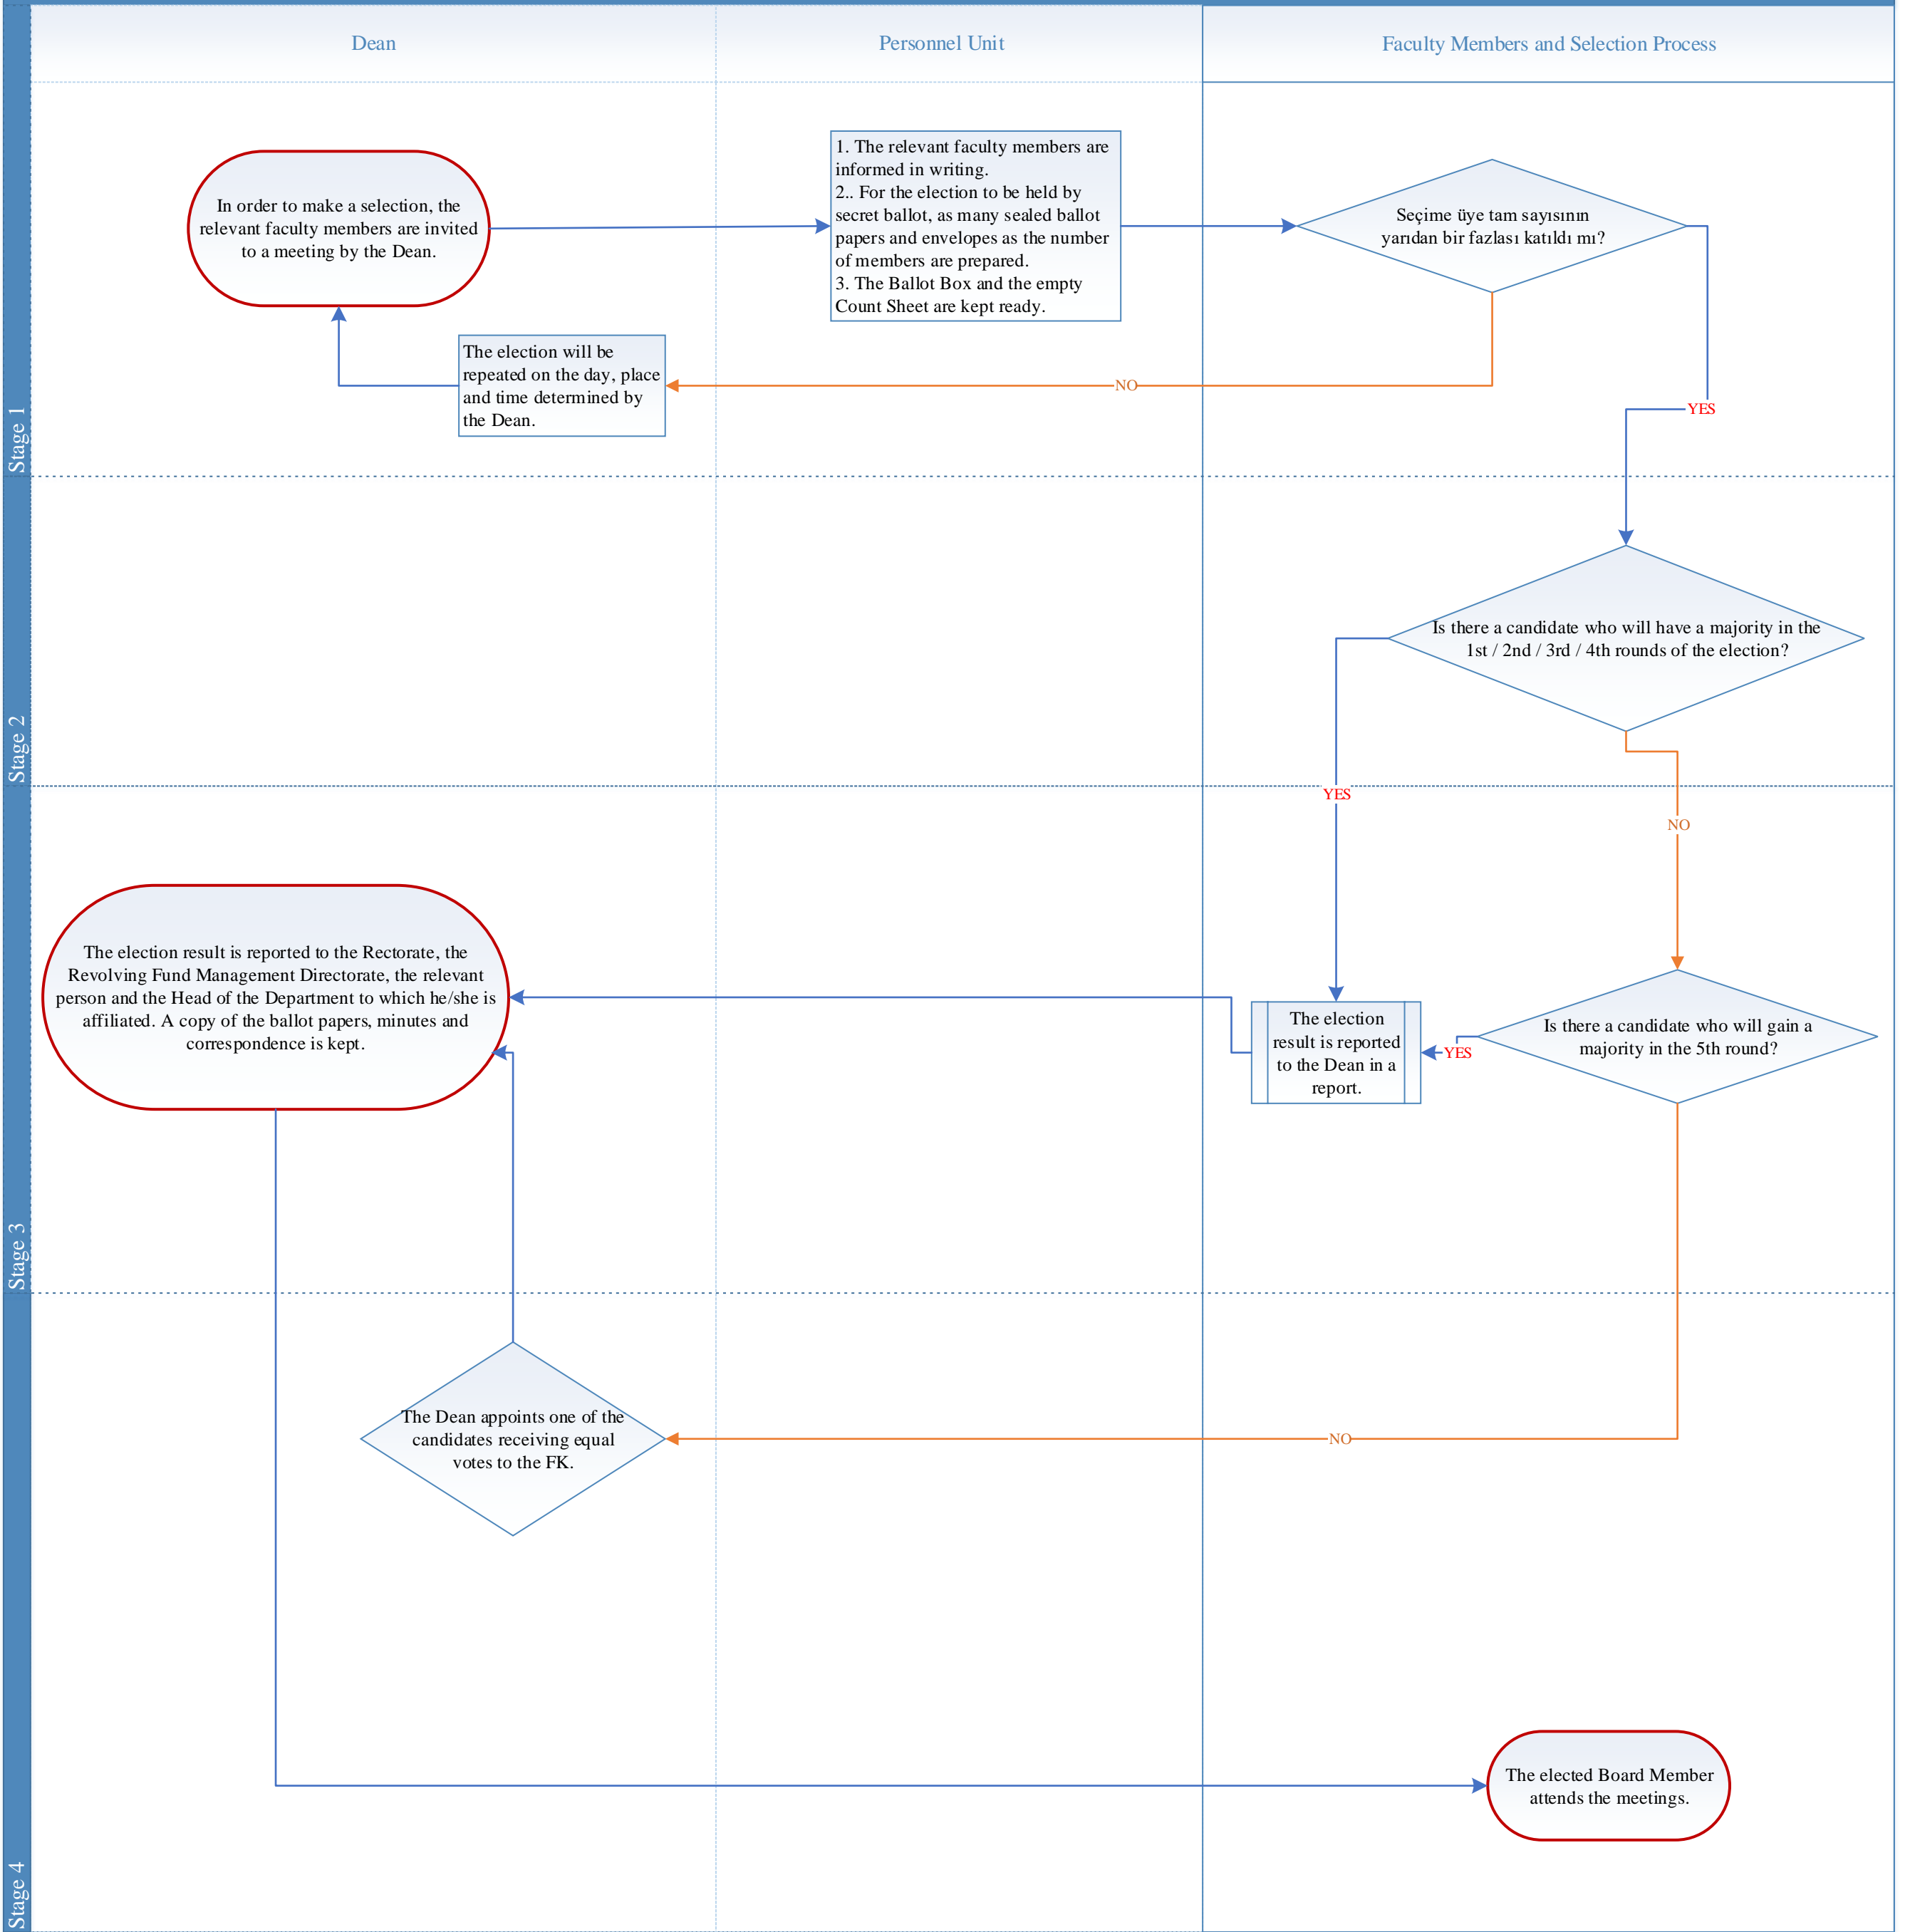 Dean
Personnel Unit
Faculty Members and Selection Process
Stage 1
In order to make a selection, the
relevant faculty members are invited
to a meeting by the Dean.
1. The relevant faculty members are
informed in writing.
2.. For the election to be held by
secret ballot, as many sealed ballot
papers and envelopes as the number
of members are prepared.
3. The Ballot Box and the empty
Count Sheet are kept ready.
Seçime üye tam sayısının
yarıdan bir fazlası katıldı mı?
The election will be
repeated on the day, place
and time determined by
the Dean.
NO
YES
Stage 2
Is there a candidate who will have a majority in the
1st / 2nd / 3rd / 4th rounds of the election?
YES
NO
Stage 3
The election result is reported to the Rectorate, the
Revolving Fund Management Directorate, the relevant
person and the Head of the Department to which he/she is
affiliated. A copy of the ballot papers, minutes and
correspondence is kept.
The election
result is reported
to the Dean in a
report.
YES
Is there a candidate who will gain a
majority in the 5th round?
Stage 4
The Dean appoints one of the
candidates receiving equal
votes to the FK.
NO
The elected Board Member
attends the meetings.